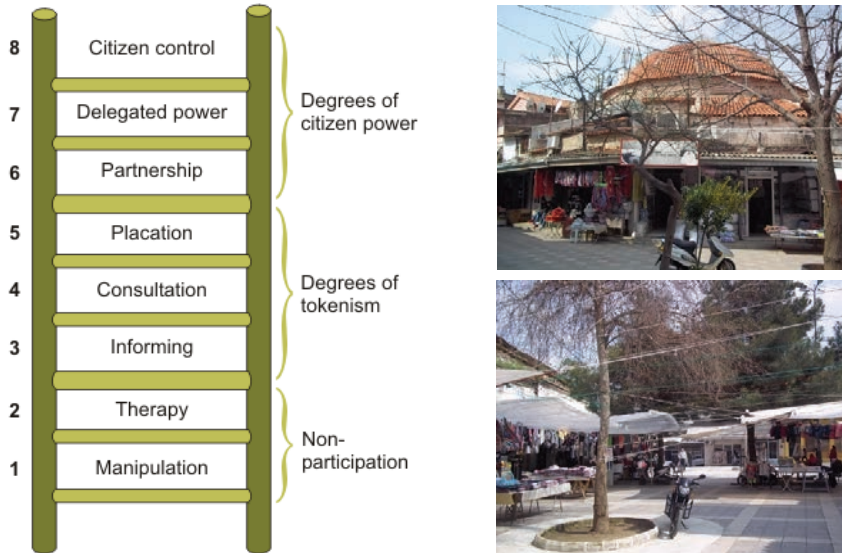 8 Citizen control
7 Delegated power
6 Partnership
Degrees of
citizen power
5 Placation
4 Consultation
3 Informing
Degrees of
tokenism
2 Therapy
1 Manipulation
Non-
participation